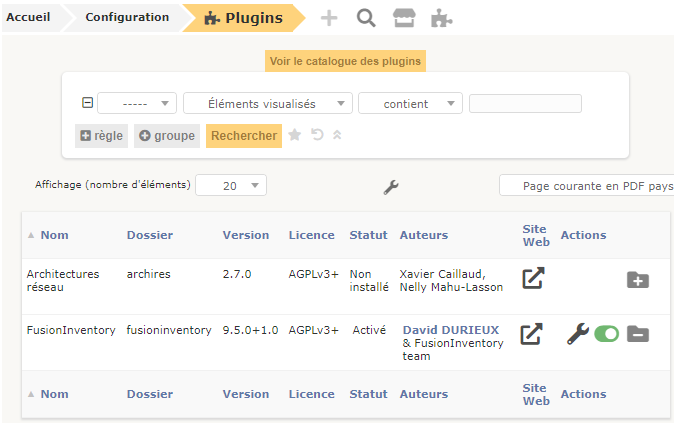 Accueil Configuration Plugins
Voir le catalogue des plugins
----- Éléments visualisés contient
règle groupe Rechercher
Affichage (nombre d'éléments) 20 Page courante en PDF pays
Nom Dossier Version Licence Statut Auteurs Site Web Actions
Architectures réseau archires 2.7.0 AGPLv3+ Non installé Xavier Caillaud, Nelly Mahu-Lasson
FusionInventory fusioninventory 9.5.0+1.0 AGPLv3+ Activé David DURIEUX & FusionInventory team
Nom Dossier Version Licence Statut Auteurs Site Web Actions